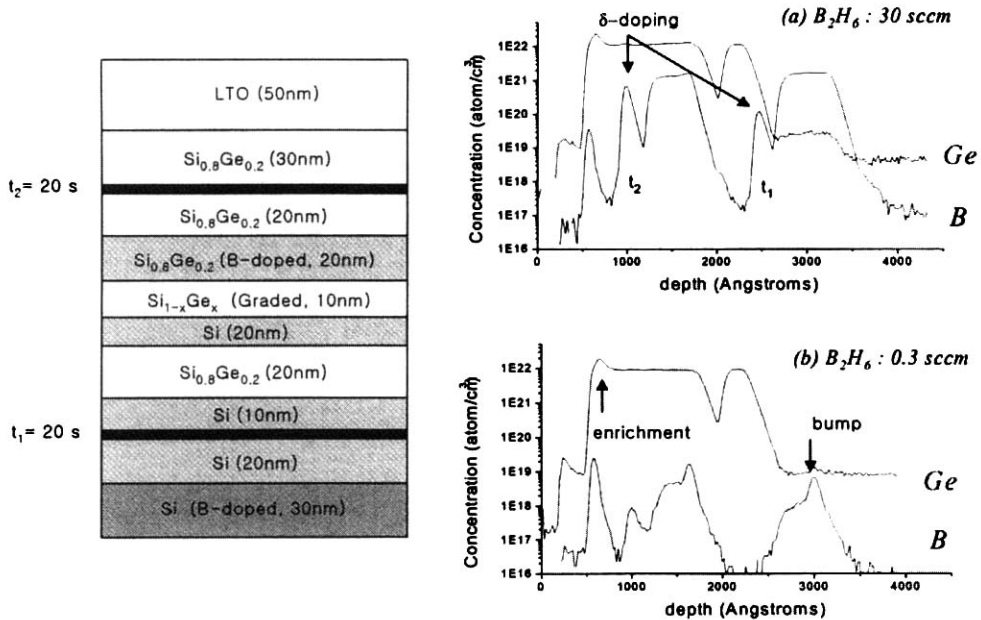 LTO (50nm)
Si0.8Ge0.2 (30nm)
t2= 20 s
Si0.8Ge0.2 (20nm)
Si0.8Ge0.2 (B-doped, 20nm)
Si1-xGex (Graded, 10nm)
Si (20nm)
Si0.8Ge0.2 (20nm)
Si (10nm)
t1= 20 s
Si (20nm)
Si (B-doped, 30nm)
(a) B2H6 : 30 sccm
δ-doping
Concentration (atom/cm3)
1E22
1E21
1E20
1E19
1E18
1E17
1E16
t2
t1
Ge
B
0
1000
2000
3000
4000
depth (Angstroms)
(b) B2H6 : 0.3 sccm
Concentration (atom/cm3)
1E22
1E21
1E20
1E19
1E18
1E17
1E16
enrichment
bump
Ge
B
0
1000
2000
3000
4000
depth (Angstroms)